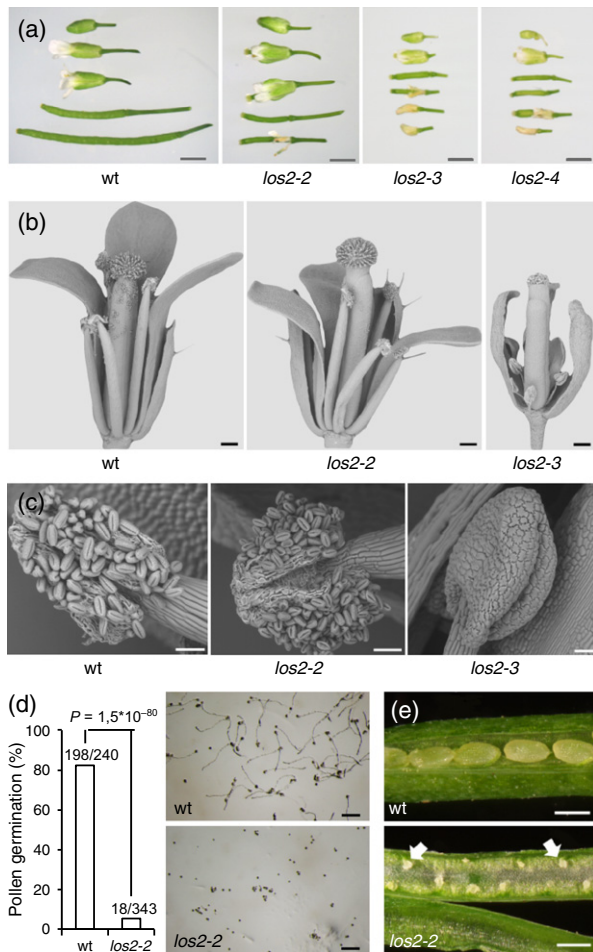 (a)
wt los2-2 los2-3 los2-4
(b)
wt los2-2 los2-3
(c)
wt los2-2 los2-3
(d)
P = 1,5*10⁻⁸⁰
Pollen germination (%)
100
80
60
40
20
0
198/240
18/343
wt los2-2
wt
los2-2
(e)
wt
los2-2